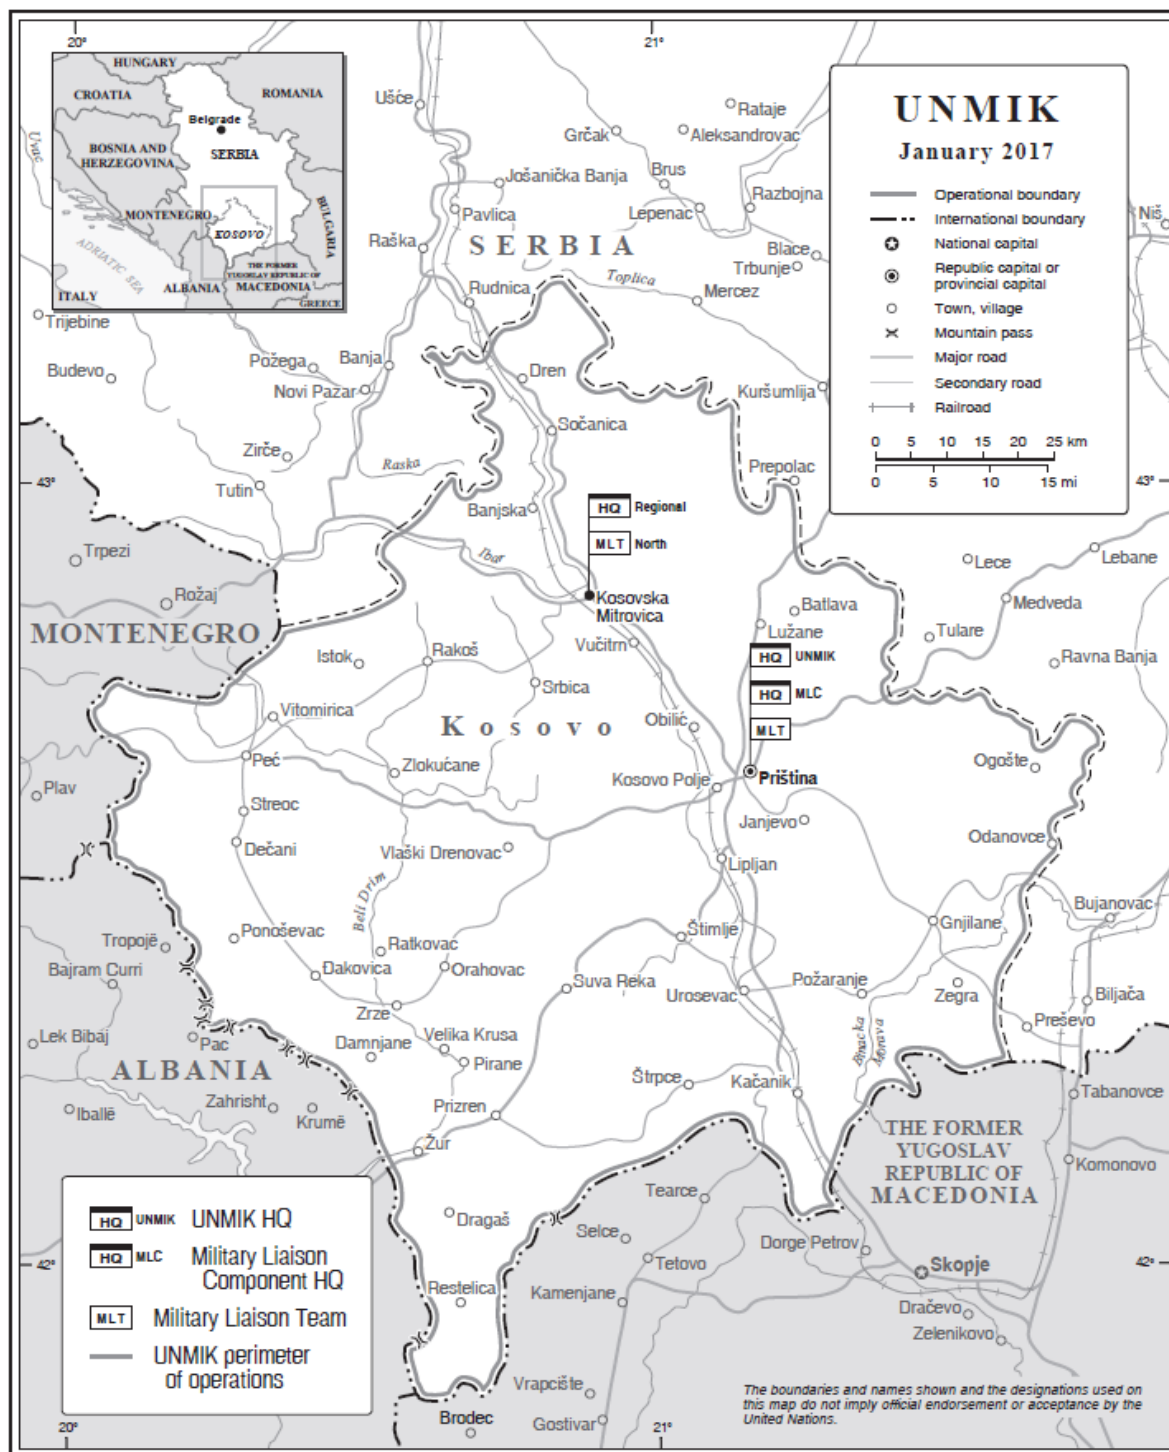 20°
21°
HUNGARY
CROATIA
ROMANIA
Belgrade
BOSNIA AND
HERZEGOVINA
SERBIA
MONTENEGRO
BULGARIA
KOSOVO
ADRIATIC SEA
THE FORMER
YUGOSLAV REPUBLIC OF
MACEDONIA
ITALY
ALBANIA
GREECE
UNMIK
January 2017
Operational boundary
International boundary
National capital
Republic capital or
provincial capital
Town, village
Mountain pass
Major road
Secondary road
Railroad
0 5 10 15 20 25 km
0 5 10 15 mi
Uvac
Ušće
Rataje
Grčak
Aleksandrovac
Jošanička Banja
Brus
Razbojna
Pavlica
Lepenac
Niš
Raška
SERBIA
Blace
Trbunje
Toplica
Rudnica
Mercez
Trijebine
Požega
Banja
Budevo
Novi Pazar
Dren
Kuršumlija
Sočanica
Zirče
Raska
Prepolac
43°
Tutin
43°
Banjska
HQ Regional
MLT North
Trpezi
Ibar
Lece
Lebane
Rožaj
Kosovska
Mitrovica
Batlava
Medveda
MONTENEGRO
Lužane
Tulare
Vučitrn
Istok
Rakoš
HQ UNMIK
Ravna Banja
Srbica
HQ MLC
Vitomirica
Kosovo
Obilić
MLT
Peć
Zlokućane
Ogošte
Plav
Kosovo Polje
Priština
Streoc
Janjevo
Dečani
Vlaški Drenovac
Odanovce
Lipljan
Beli Drim
Bujanovac
Gnjilane
Tropojë
Ponoševac
Štimlje
Ratkovac
Bajram Curri
Đakovica
Orahovac
Suva Reka
Požaranje
Urosevac
Zegra
Biljača
Zrze
Lek Bibaj
Pac
Damnjane
Velika Krusa
Binacka
Morava
Preševo
ALBANIA
Pirane
Štrpce
Kačanik
Iballë
Zahrisht
Krumë
Prizren
Tabanovce
THE FORMER
YUGOSLAV
REPUBLIC OF
MACEDONIA
Žur
Komonovo
Tearce
Dragaš
Selce
Dorge Petrov
42°
Tetovo
Skopje
42°
Restelica
Kamenjane
Dračevo
Zelenikovo
Vrapcište
Brodec
Gostivar
HQ UNMIK UNMIK HQ
HQ MLC Military Liaison
Component HQ
MLT Military Liaison Team
UNMIK perimeter
of operations
The boundaries and names shown and the designations used on
this map do not imply official endorsement or acceptance by the
United Nations.
20°
21°